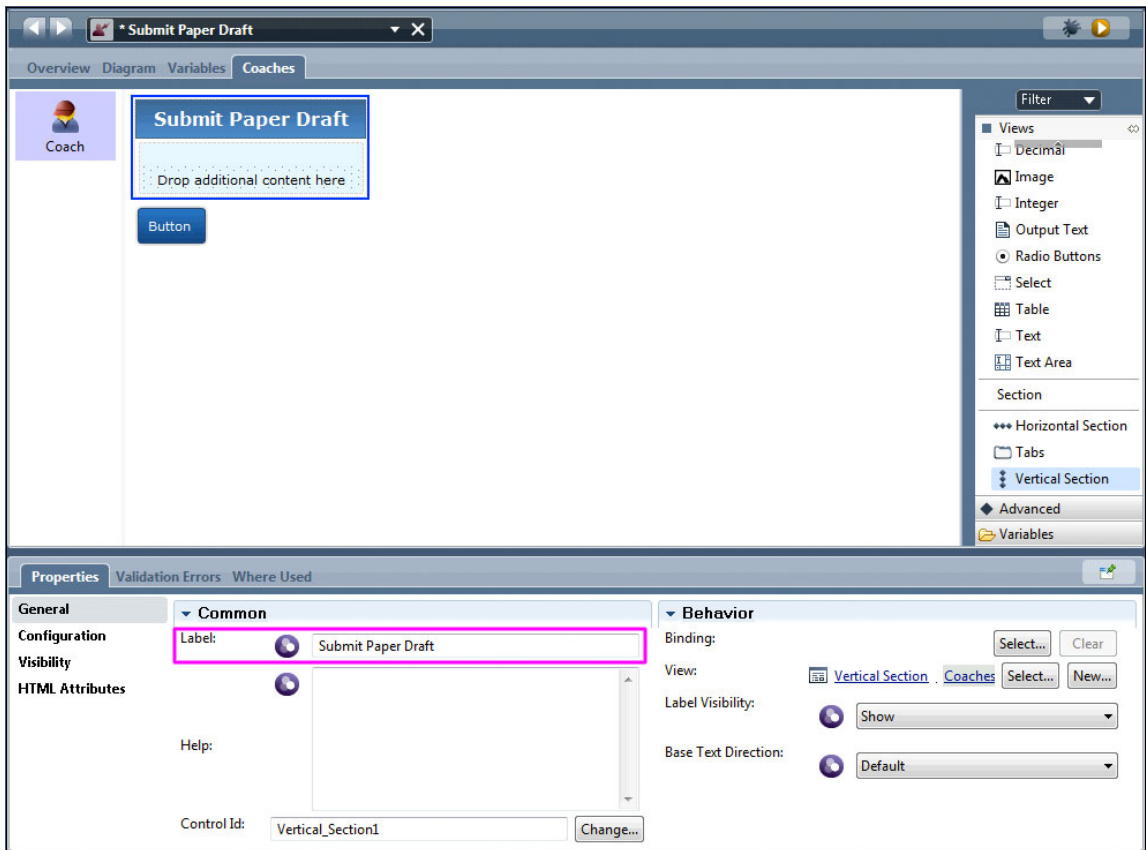 * Submit Paper Draft
Overview Diagram Variables Coaches
Coach
Submit Paper Draft
Drop additional content here
Button
Filter
Views
Decimal
Image
Integer
Output Text
Radio Buttons
Select
Table
Text
Text Area
Section
Horizontal Section
Tabs
Vertical Section
Advanced
Variables
Properties Validation Errors Where Used
General
Configuration
Visibility
HTML Attributes
Common
Label: Submit Paper Draft
Help:
Control Id: Vertical_Section1 Change...
Behavior
Binding: Select... Clear
View: Vertical Section . Coaches Select... New...
Label Visibility: Show
Base Text Direction: Default